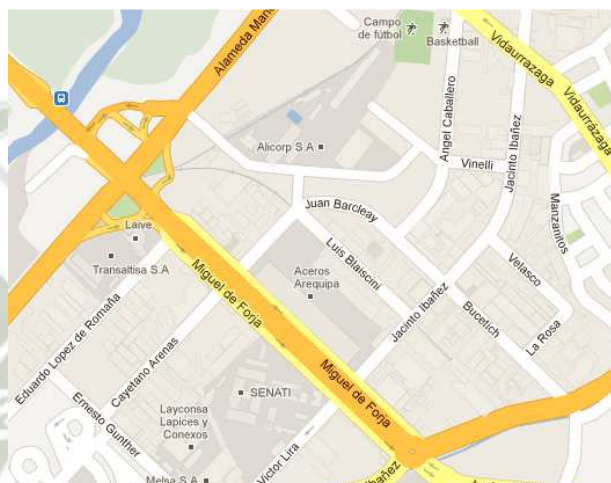 Campo
de fútbol
Basketball
Vidaurrazaga
Vidaurrázaga
Alameda
Angel Caballero
Jacinto Ibañez
Alicorp S A
Vinelli
Manzanitos
Juan Barcleay
Laive
Transaltisa S.A
Luis Blaiscini
Velasco
Miguel de Forja
Aceros
Arequipa
Jacinto Ibañez
Bucetich
La Rosa
Eduardo Lopez de Romaña
Cayetano Arenas
Miguel de Forja
SENATI
Ernesto Gunther
Layconsa
Lapices y
Conexos
Victor Lira
Melsa S.A